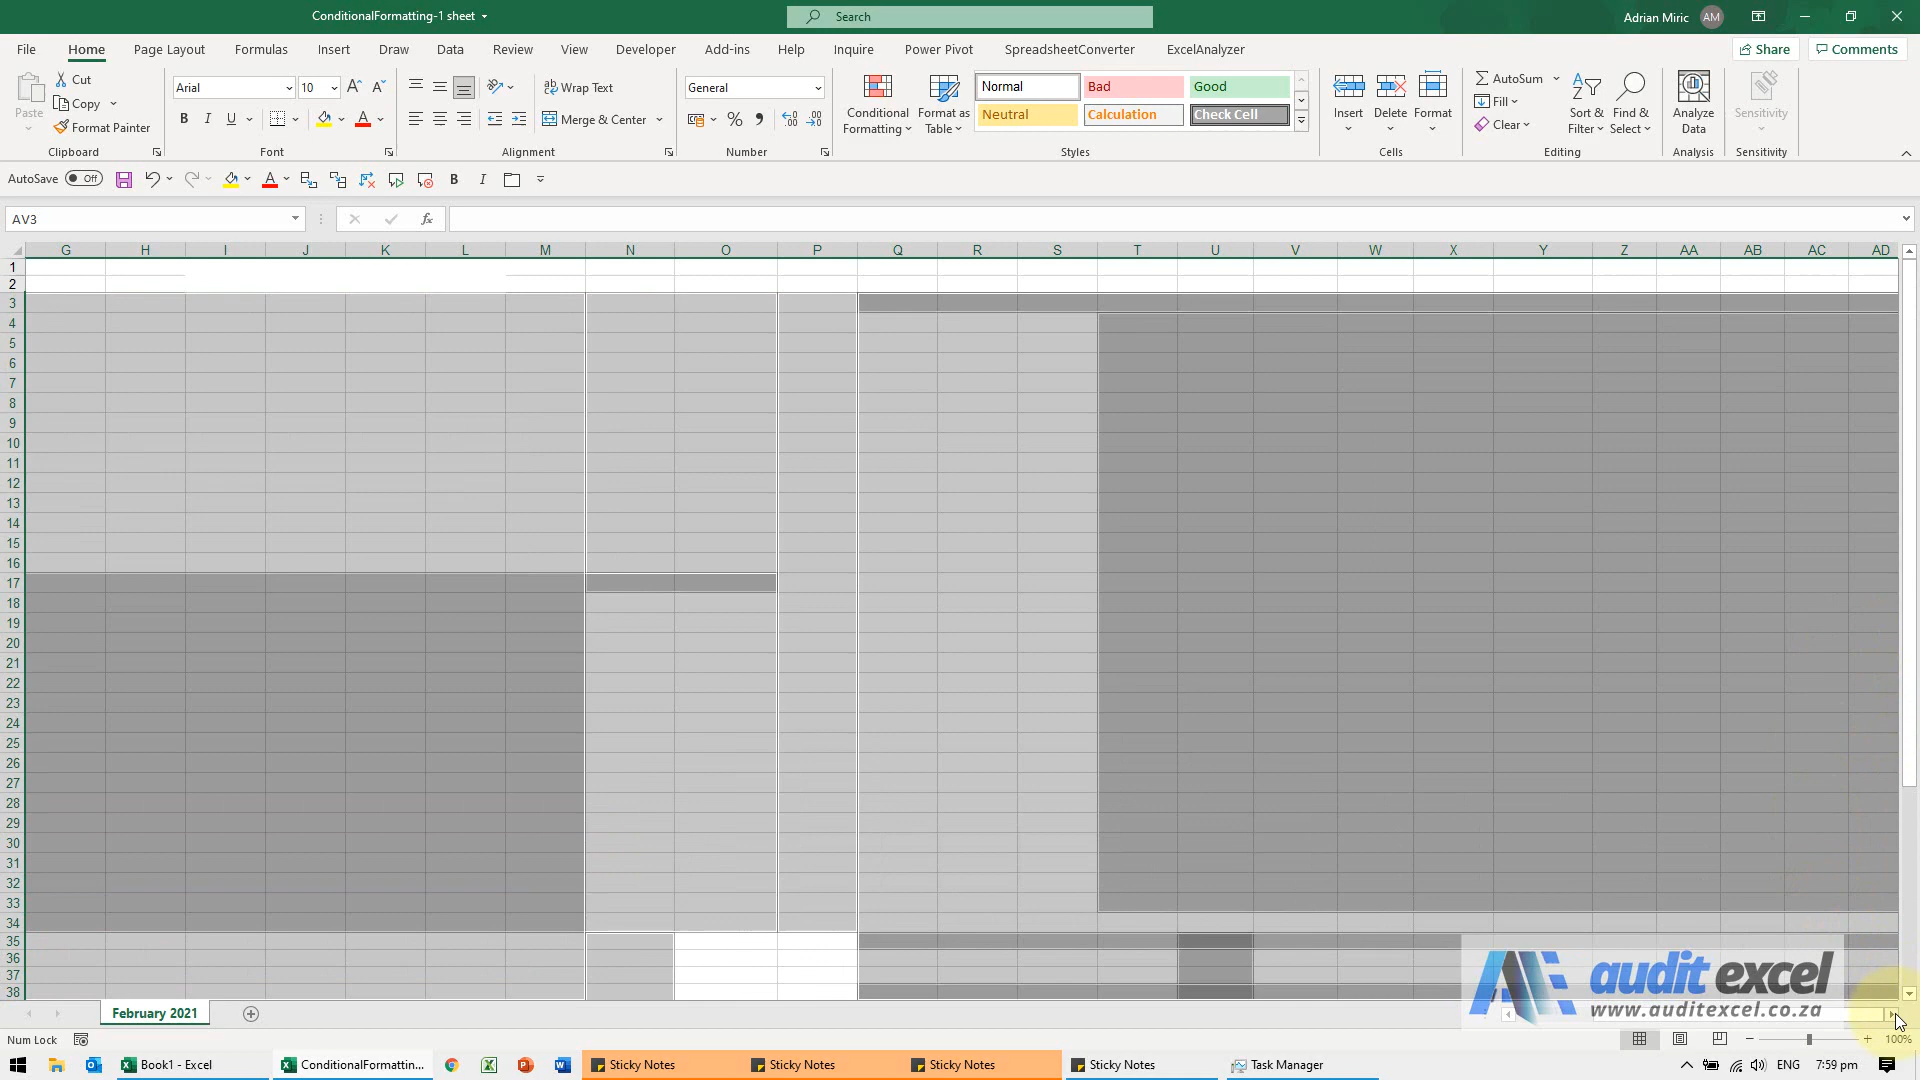 ConditionalFormatting-1 sheet
Search
Adrian Miric AM
File Home Page Layout Formulas Insert Draw Data Review View Developer Add-ins Help Inquire Power Pivot SpreadsheetConverter ExcelAnalyzer Share Comments
Paste Cut Copy Format Painter
Clipboard
Arial 10
B I U
Font
Wrap Text
Merge & Center
Alignment
General
% 9
Number
Conditional Formatting
Format as Table
Normal Bad Good
Neutral Calculation Check Cell
Styles
Insert Delete Format
Cells
AutoSum
Fill
Clear
Sort & Filter
Find & Select
Editing
Analyze Data
Analysis
Sensitivity
Sensitivity
AutoSave Off
A B I
AV3 fx
G H I J K L M N O P Q R S T U V W X Y Z AA AB AC AD
1
2
3
4
5
6
7
8
9
10
11
12
13
14
15
16
17
18
19
20
21
22
23
24
25
26
27
28
29
30
31
32
33
34
35
36
37
38
audit excel
www.auditexcel.co.za
February 2021
Num Lock
100%
Book1 - Excel
ConditionalFormattin...
Sticky Notes
Sticky Notes
Sticky Notes
Sticky Notes
Task Manager
ENG
7:59 pm